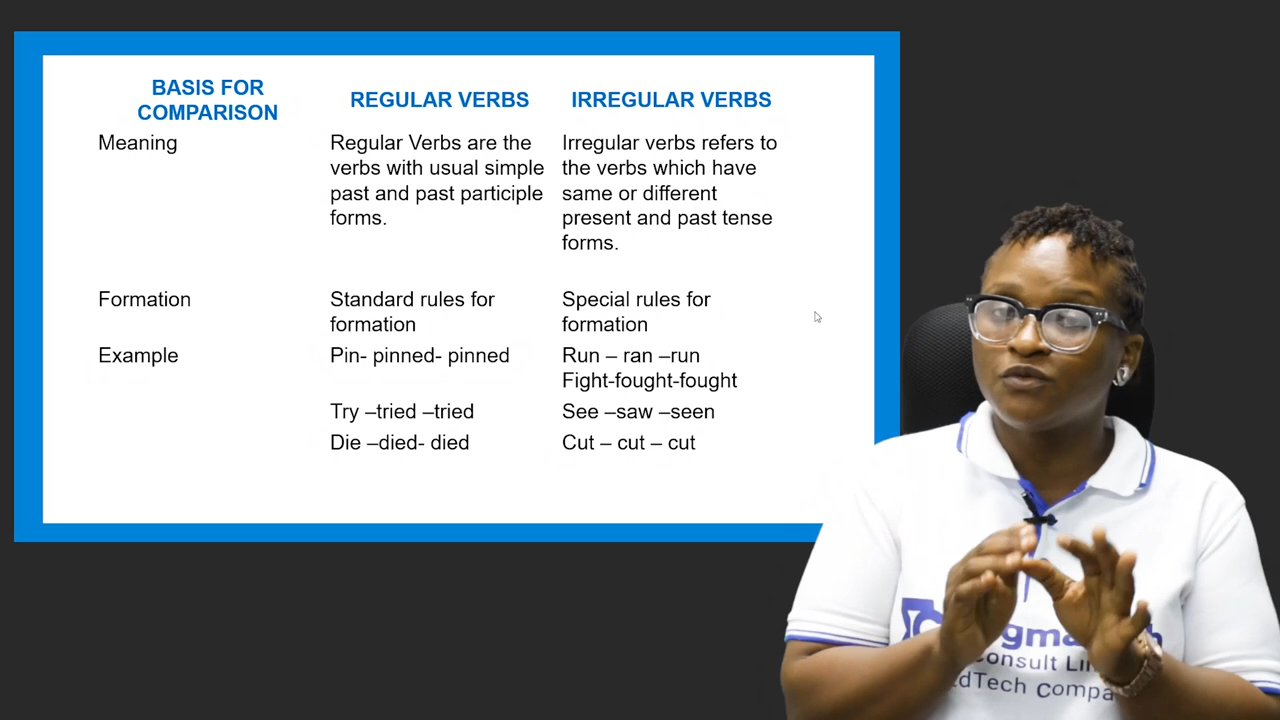 BASIS FOR
COMPARISON
REGULAR VERBS
IRREGULAR VERBS
Meaning
Regular Verbs are the
verbs with usual simple
past and past participle
forms.
Irregular verbs refers to
the verbs which have
same or different
present and past tense
forms.
Formation
Standard rules for
formation
Special rules for
formation
Example
Pin- pinned- pinned
Run – ran –run
Fight-fought-fought
Try –tried –tried
See –saw –seen
Die –died- died
Cut – cut – cut